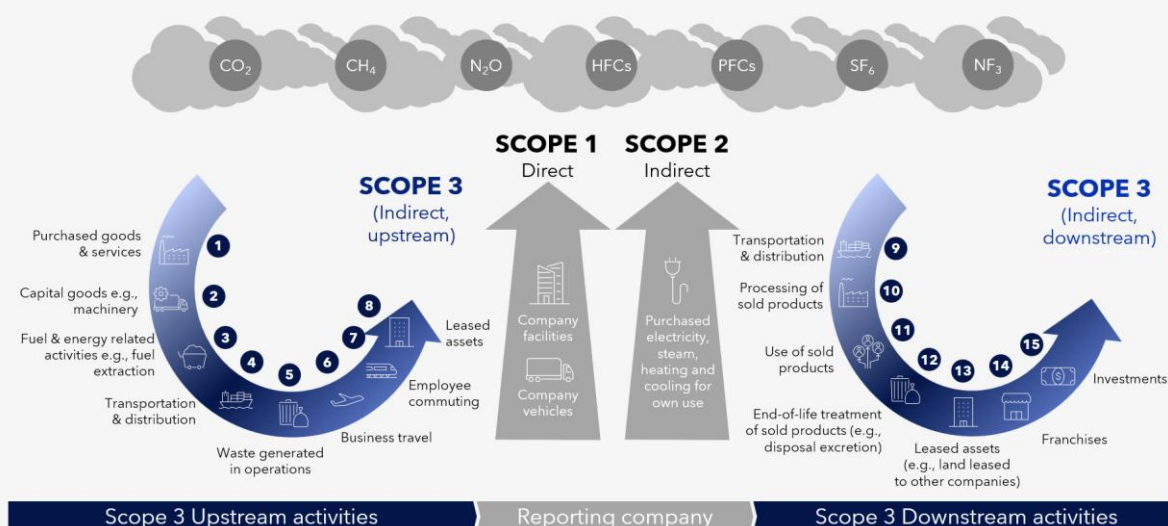 CO₂
CH₄
N₂O
HFCs
PFCs
SF₆
NF₃
SCOPE 3
(Indirect,
upstream)
Purchased goods
& services
1
Capital goods e.g.,
machinery
2
Fuel & energy related
activities e.g., fuel
extraction
3
Transportation
& distribution
4
Waste generated
in operations
5
Business travel
6
Employee
commuting
7
Leased
assets
8
SCOPE 1
Direct
Company
facilities
Company
vehicles
SCOPE 2
Indirect
Purchased
electricity,
steam,
heating and
cooling for
own use
SCOPE 3
(Indirect,
downstream)
Transportation
& distribution
9
Processing of
sold products
10
Use of sold
products
11
End-of-life treatment
of sold products (e.g.,
disposal excretion)
12
Leased assets
(e.g., land leased
to other companies)
13
Franchises
14
Investments
15
Scope 3 Upstream activities
Reporting company
Scope 3 Downstream activities